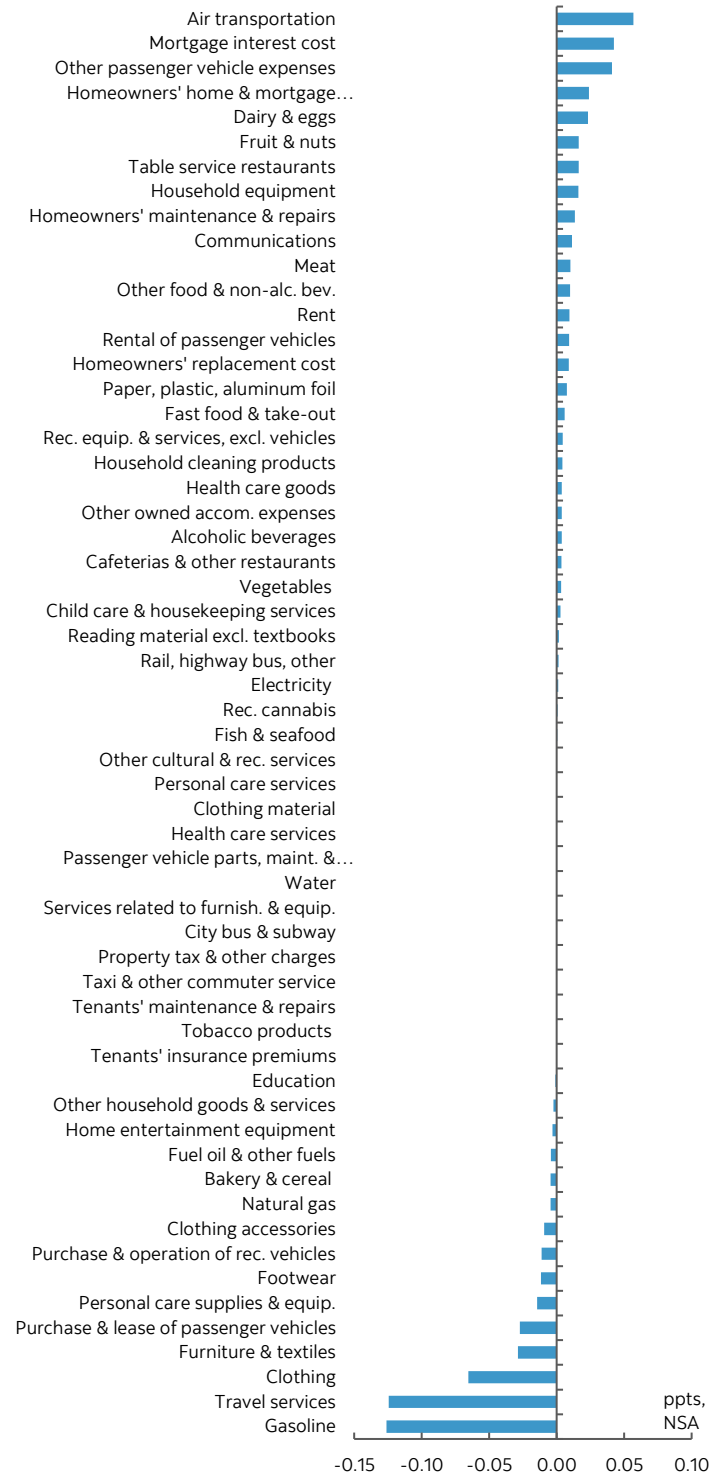 Air transportation
Mortgage interest cost
Other passenger vehicle expenses
Homeowners' home & mortgage…
Dairy & eggs
Fruit & nuts
Table service restaurants
Household equipment
Homeowners' maintenance & repairs
Communications
Meat
Other food & non-alc. bev.
Rent
Rental of passenger vehicles
Homeowners' replacement cost
Paper, plastic, aluminum foil
Fast food & take-out
Rec. equip. & services, excl. vehicles
Household cleaning products
Health care goods
Other owned accom. expenses
Alcoholic beverages
Cafeterias & other restaurants
Vegetables
Child care & housekeeping services
Reading material excl. textbooks
Rail, highway bus, other
Electricity
Rec. cannabis
Fish & seafood
Other cultural & rec. services
Personal care services
Clothing material
Health care services
Passenger vehicle parts, maint. &…
Water
Services related to furnish. & equip.
City bus & subway
Property tax & other charges
Taxi & other commuter service
Tenants' maintenance & repairs
Tobacco products
Tenants' insurance premiums
Education
Other household goods & services
Home entertainment equipment
Fuel oil & other fuels
Bakery & cereal
Natural gas
Clothing accessories
Purchase & operation of rec. vehicles
Footwear
Personal care supplies & equip.
Purchase & lease of passenger vehicles
Furniture & textiles
Clothing
Travel services
Gasoline
ppts,
NSA
-0.15 -0.10 -0.05 0.00 0.05 0.10